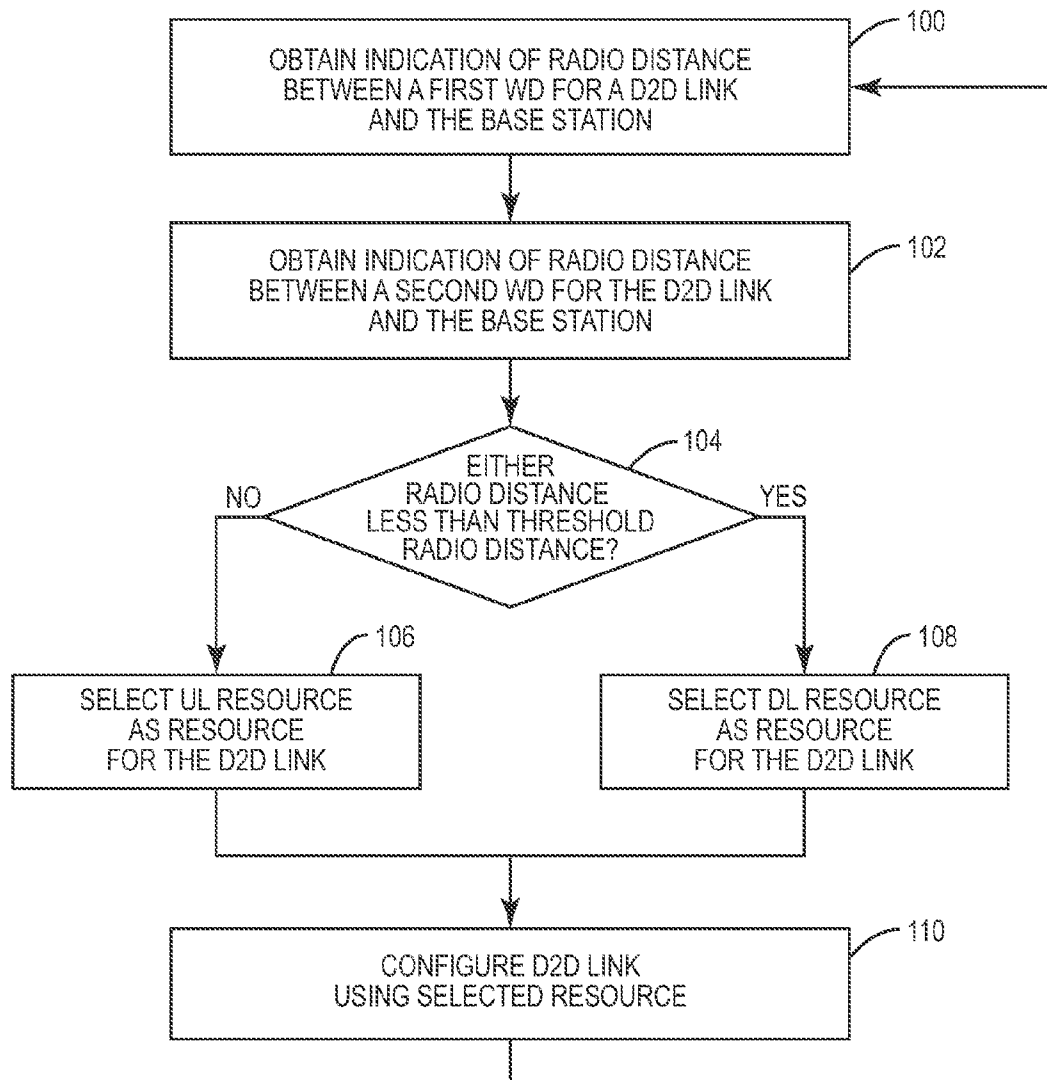 100
OBTAIN INDICATION OF RADIO DISTANCE
BETWEEN A FIRST WD FOR A D2D LINK
AND THE BASE STATION
102
OBTAIN INDICATION OF RADIO DISTANCE
BETWEEN A SECOND WD FOR THE D2D LINK
AND THE BASE STATION
104
EITHER
RADIO DISTANCE
LESS THAN THRESHOLD
RADIO DISTANCE?
NO
YES
106
SELECT UL RESOURCE
AS RESOURCE
FOR THE D2D LINK
108
SELECT DL RESOURCE
AS RESOURCE
FOR THE D2D LINK
110
CONFIGURE D2D LINK
USING SELECTED RESOURCE